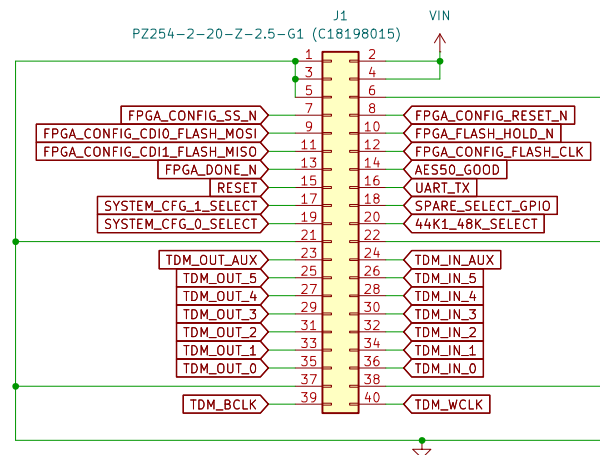 J1 VIN
PZ254-2-20-Z-2.5-G1 (C18198015)
1 2
3 4
5 6
FPGA_CONFIG_SS_N 7 8 FPGA_CONFIG_RESET_N
FPGA_CONFIG_CDI0_FLASH_MOSI 9 10 FPGA_FLASH_HOLD_N
FPGA_CONFIG_CDI1_FLASH_MISO 11 12 FPGA_CONFIG_FLASH_CLK
FPGA_DONE_N 13 14 AES50_GOOD
RESET 15 16 UART_TX
SYSTEM_CFG_1_SELECT 17 18 SPARE_SELECT_GPIO
SYSTEM_CFG_0_SELECT 19 20 44K1_48K_SELECT
21 22
TDM_OUT_AUX 23 24 TDM_IN_AUX
TDM_OUT_5 25 26 TDM_IN_5
TDM_OUT_4 27 28 TDM_IN_4
TDM_OUT_3 29 30 TDM_IN_3
TDM_OUT_2 31 32 TDM_IN_2
TDM_OUT_1 33 34 TDM_IN_1
TDM_OUT_0 35 36 TDM_IN_0
37 38
TDM_BCLK 39 40 TDM_WCLK